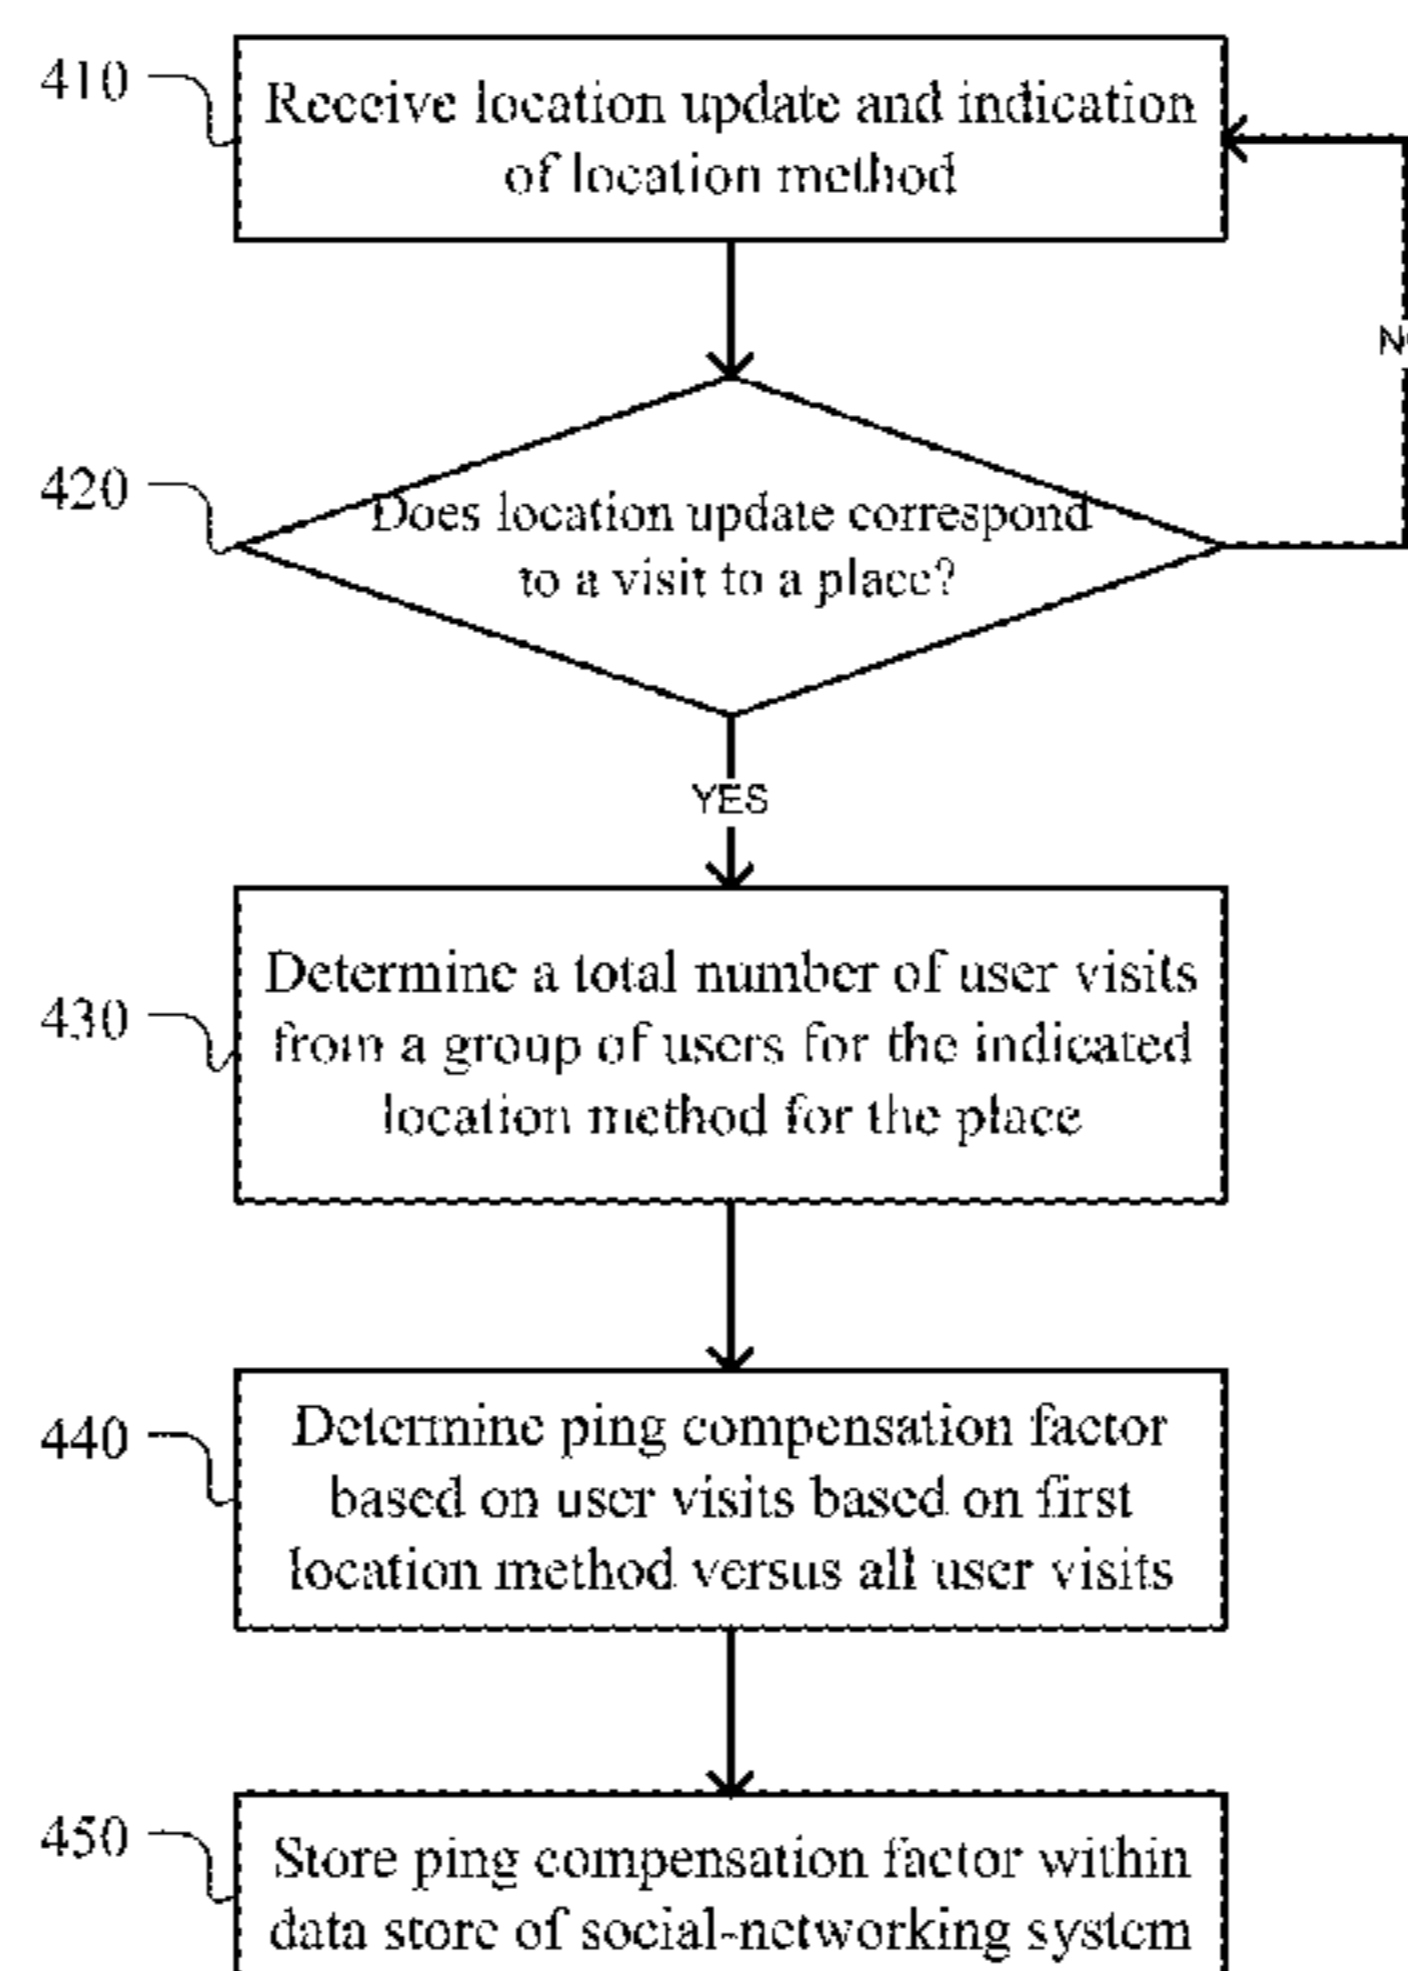 410
Receive location update and indication
of location method
420
Does location update correspond
to a visit to a place?
YES
430
Determine a total number of user visits
from a group of users for the indicated
location method for the place
440
Determine ping compensation factor
based on user visits based on first
location method versus all user visits
450
Store ping compensation factor within
data store of social-networking system